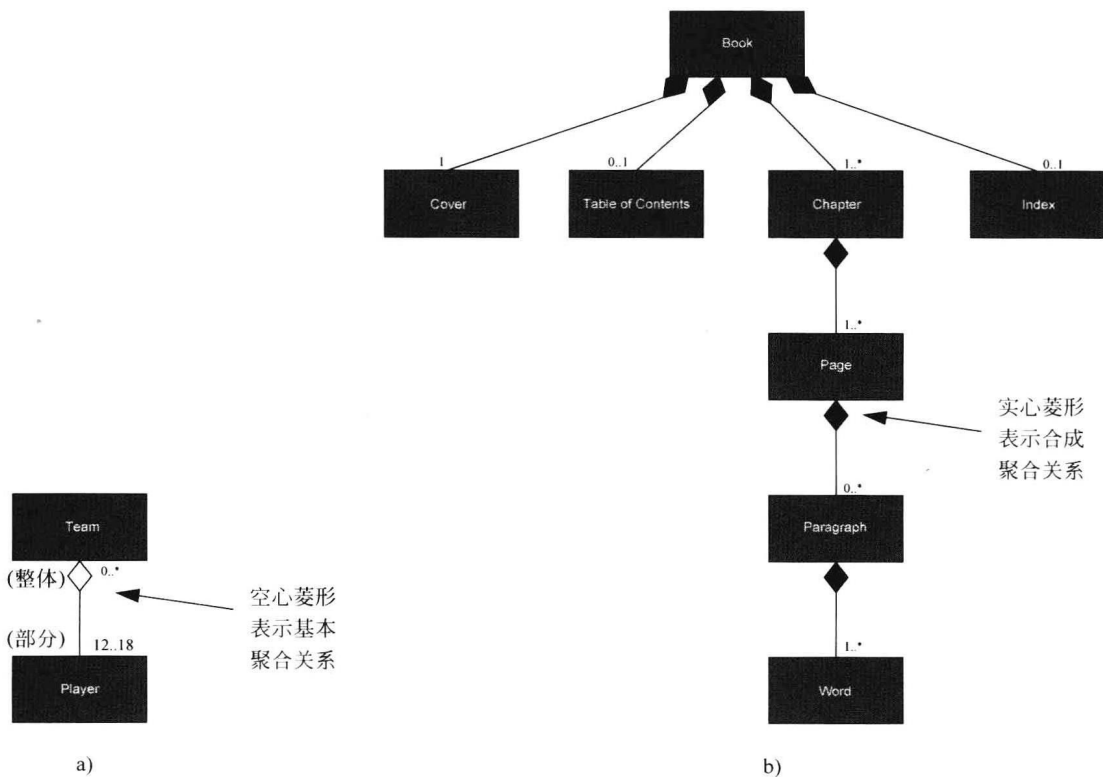 Book
1
0..1
1..*
0..1
Cover
Table of Contents
Chapter
Index
1..*
Page
实心菱形
表示合成
聚合关系
0..*
Paragraph
1..*
Word
Team
(整体)
0..*
空心菱形
表示基本
聚合关系
(部分)
12..18
Player
a)
b)